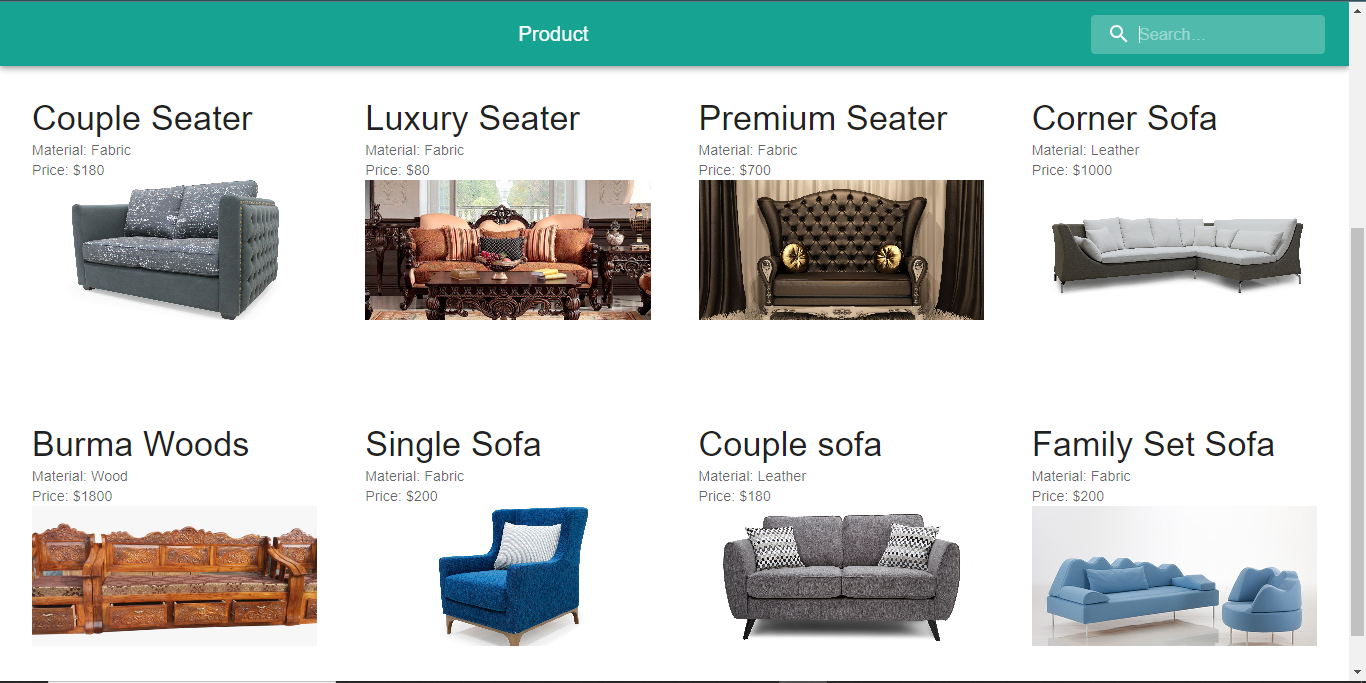 Product
Search...
Couple Seater
Material: Fabric
Price: $180
Luxury Seater
Material: Fabric
Price: $80
Premium Seater
Material: Fabric
Price: $700
Corner Sofa
Material: Leather
Price: $1000
Burma Woods
Material: Wood
Price: $1800
Single Sofa
Material: Fabric
Price: $200
Couple sofa
Material: Leather
Price: $180
Family Set Sofa
Material: Fabric
Price: $200